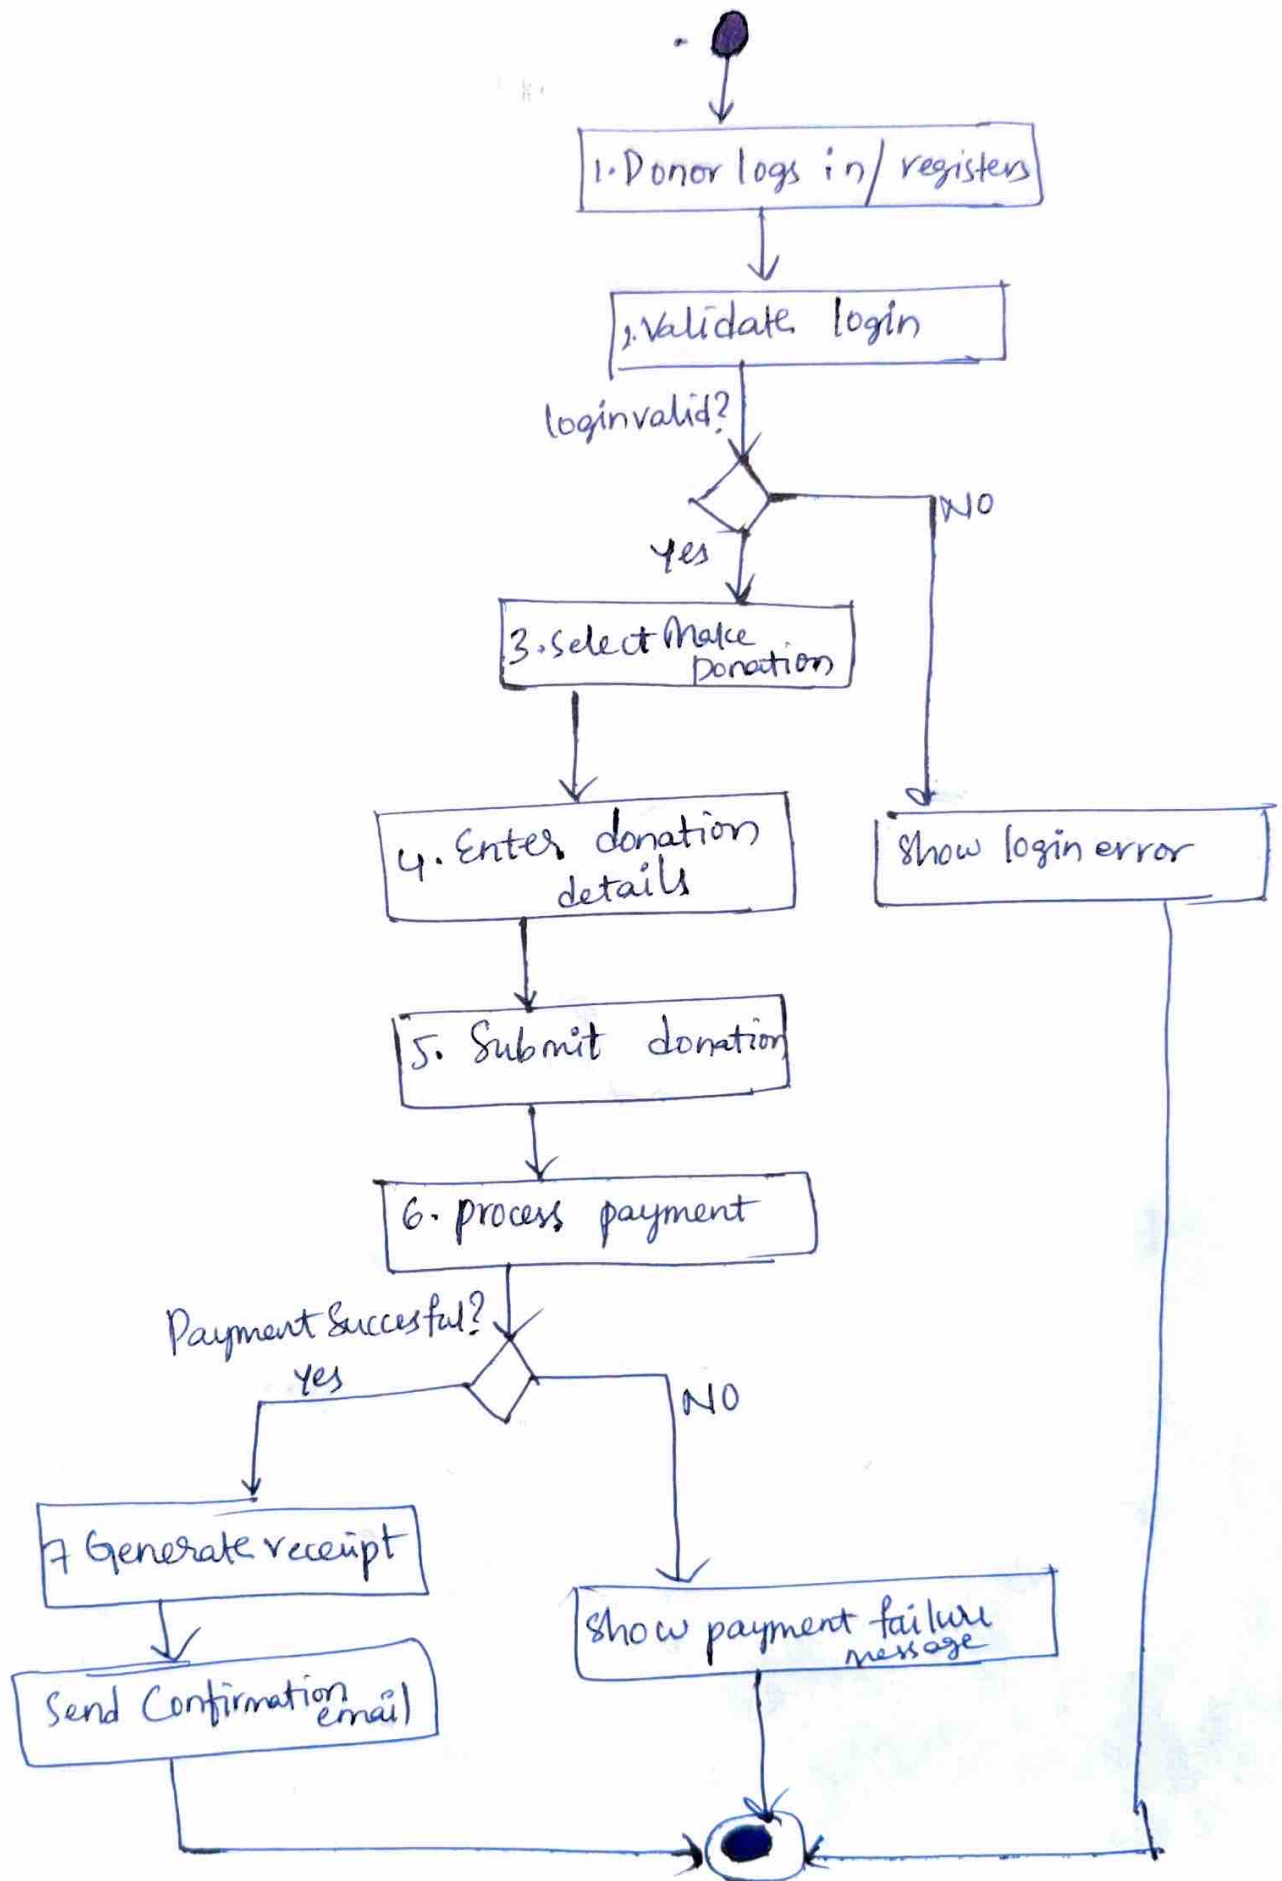 1. Donor logs in/ registers
2. Validate login
login valid?
NO
Yes
3. Select Make
Donation
4. Enter donation
details
Show login error
5. Submit donation
6. process payment
Payment Succesful?
Yes
NO
7 Generate receipt
Show payment failure
message
Send Confirmation
email